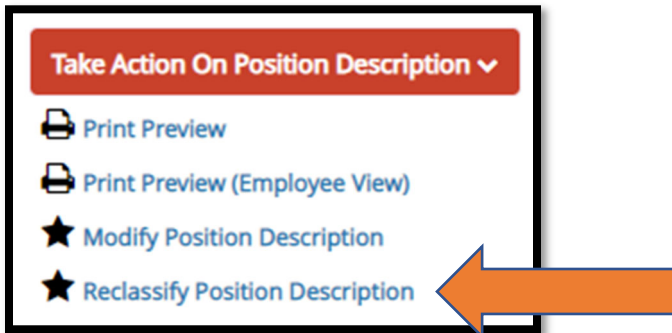 Take Action On Position Description
Print Preview
Print Preview (Employee View)
Modify Position Description
Reclassify Position Description